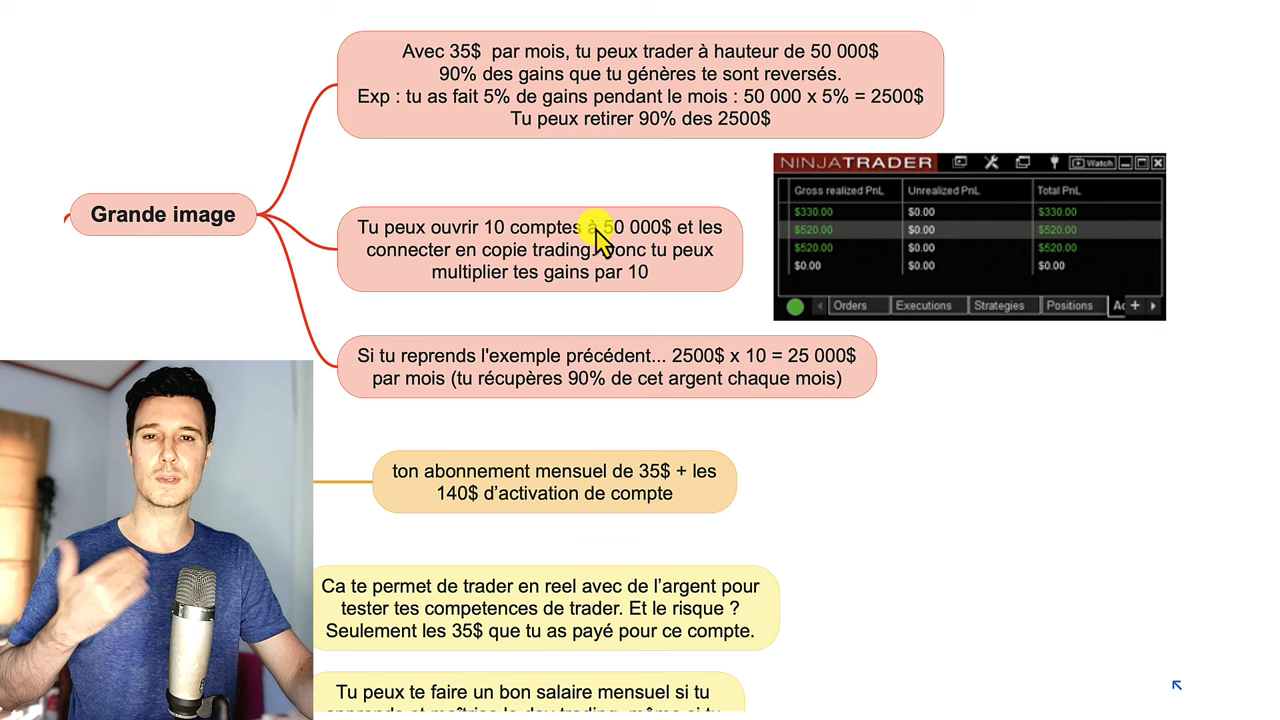 Avec 35$ par mois, tu peux trader à hauteur de 50 000$
90% des gains que tu génères te sont reversés.
Exp : tu as fait 5% de gains pendant le mois : 50 000 x 5% = 2500$
Tu peux retirer 90% des 2500$
Grande image
Tu peux ouvrir 10 comptes à 50 000$ et les
connecter en copie trading. donc tu peux
multiplier tes gains par 10
NINJATRADER
Watch
Gross realized PnL Unrealized PnL Total PnL
$330.00 $0.00 $330.00
$520.00 $0.00 $520.00
$520.00 $0.00 $520.00
$0.00 $0.00 $0.00
Orders Executions Strategies Positions
Si tu reprends l'exemple précédent... 2500$ x 10 = 25 000$
par mois (tu récupères 90% de cet argent chaque mois)
ton abonnement mensuel de 35$ + les
140$ d’activation de compte
Ca te permet de trader en reel avec de l’argent pour
tester tes competences de trader. Et le risque ?
Seulement les 35$ que tu as payé pour ce compte.
Tu peux te faire un bon salaire mensuel si tu